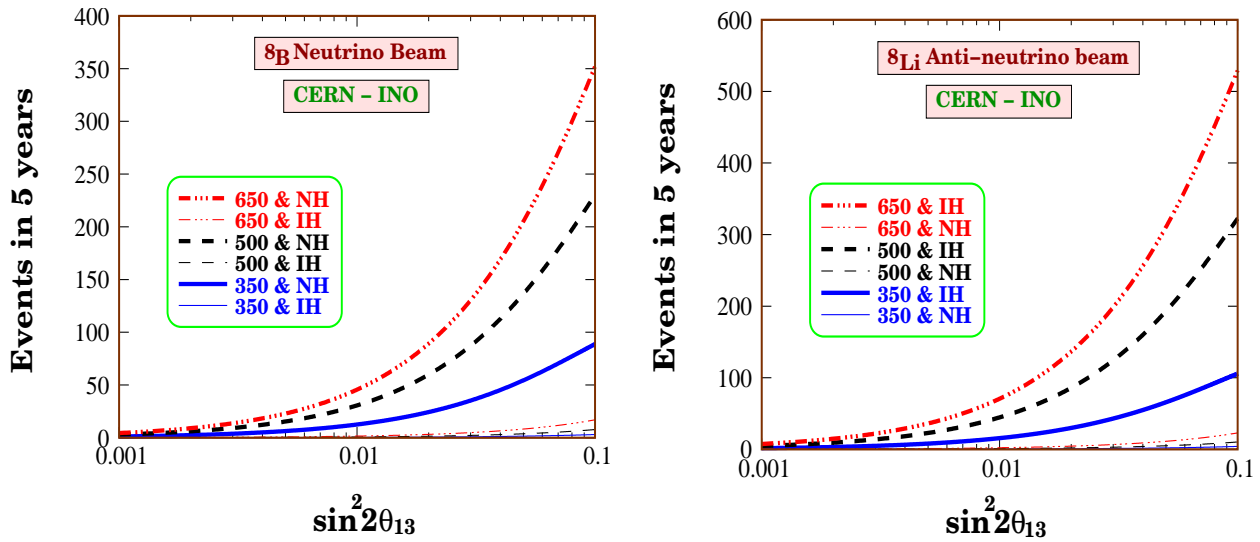 400
350
300
250
200
150
100
50
0
Events in 5 years
8B Neutrino Beam
CERN – INO
650 & NH
650 & IH
500 & NH
500 & IH
350 & NH
350 & IH
0.001
0.01
0.1
sin²2θ₁₃
600
500
400
300
200
100
0
Events in 5 years
8Li Anti–neutrino beam
CERN – INO
650 & IH
650 & NH
500 & IH
500 & NH
350 & IH
350 & NH
0.001
0.01
0.1
sin²2θ₁₃